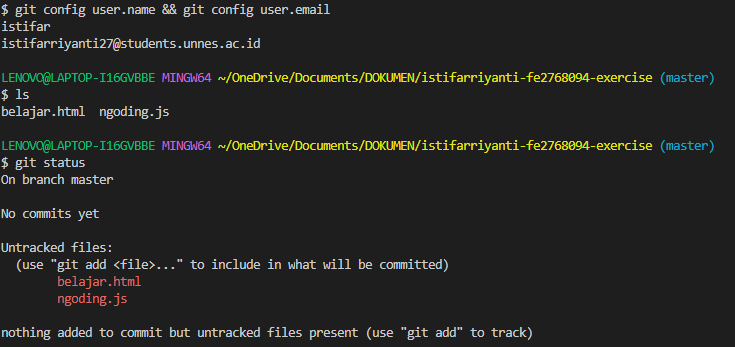 $ git config user.name && git config user.email
istifar
istifarriyanti27@students.unnes.ac.id
LENOVO@LAPTOP-I16GVBBE MINGW64 ~/OneDrive/Documents/DOKUMEN/istifarriyanti-fe2768094-exercise (master)
$ ls
belajar.html  ngoding.js
LENOVO@LAPTOP-I16GVBBE MINGW64 ~/OneDrive/Documents/DOKUMEN/istifarriyanti-fe2768094-exercise (master)
$ git status
On branch master
No commits yet
Untracked files:
  (use "git add <file>..." to include in what will be committed)
        belajar.html
        ngoding.js
nothing added to commit but untracked files present (use "git add" to track)